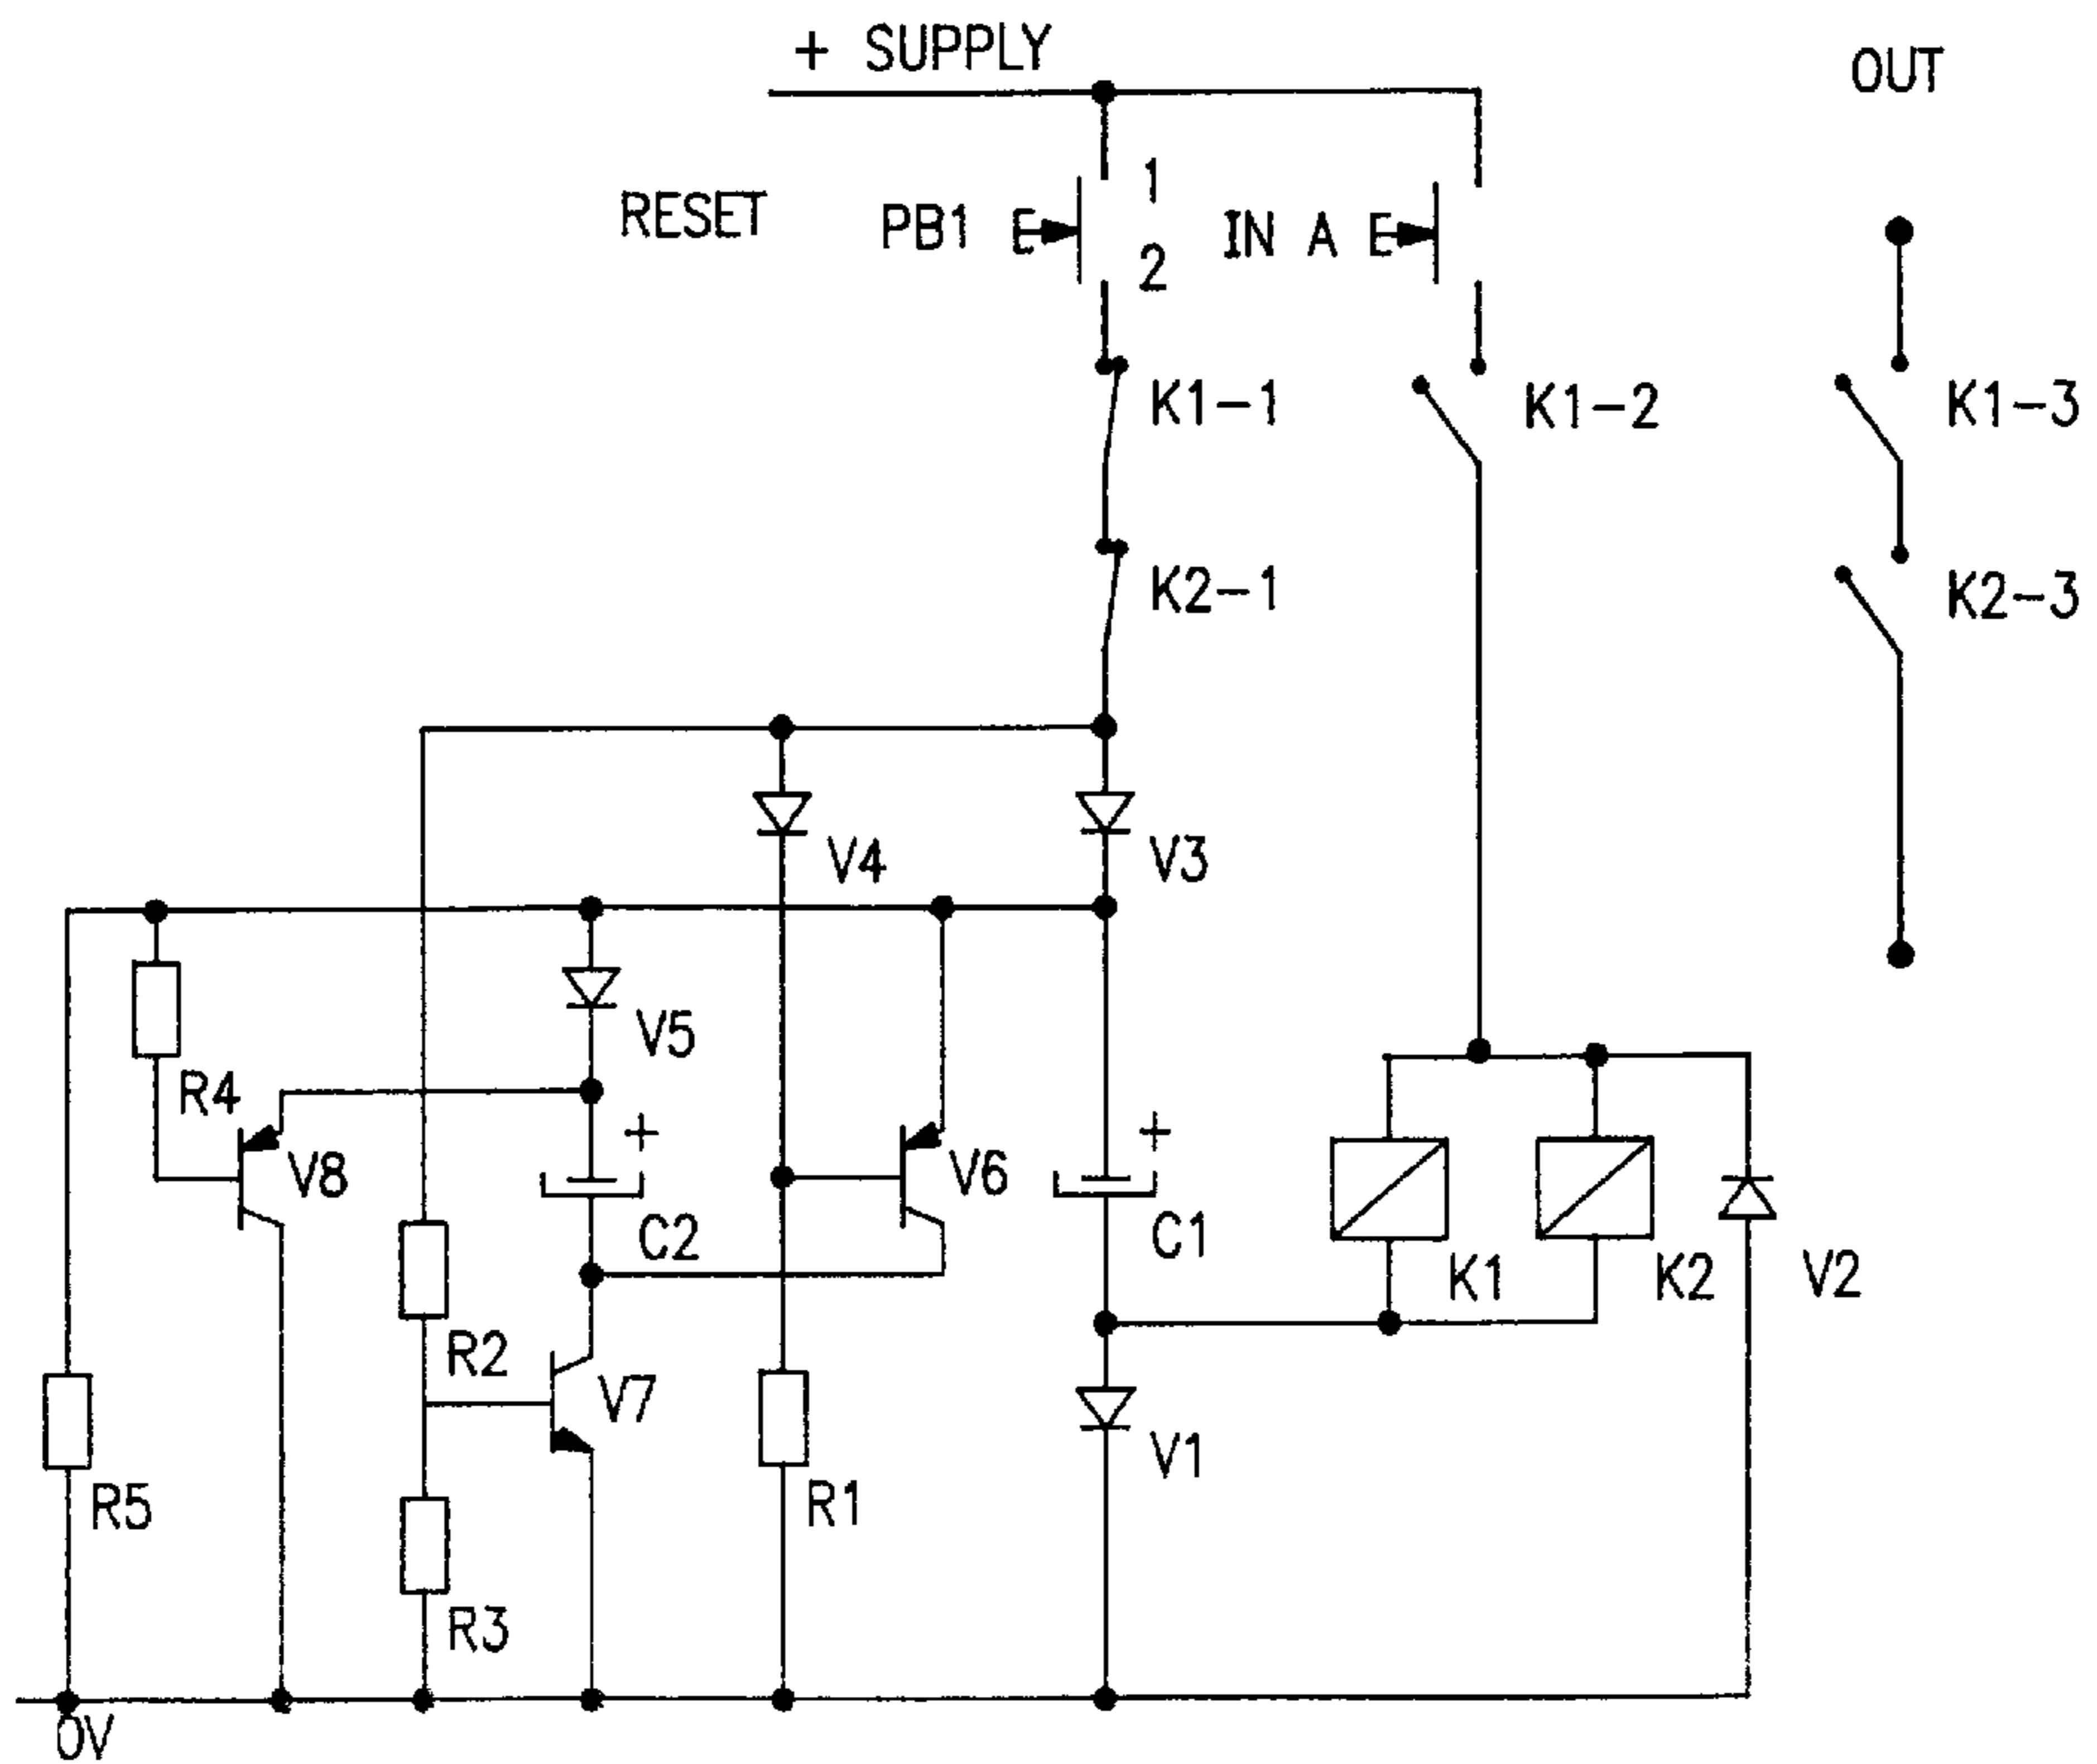 + SUPPLY
OUT
RESET
PB1
1
2
IN A
K1-1
K1-2
K1-3
K2-1
K2-3
V4
V3
V5
R4
V8
+
C2
V6
+
C1
K1
K2
V2
R2
V7
V1
R5
R1
R3
0V